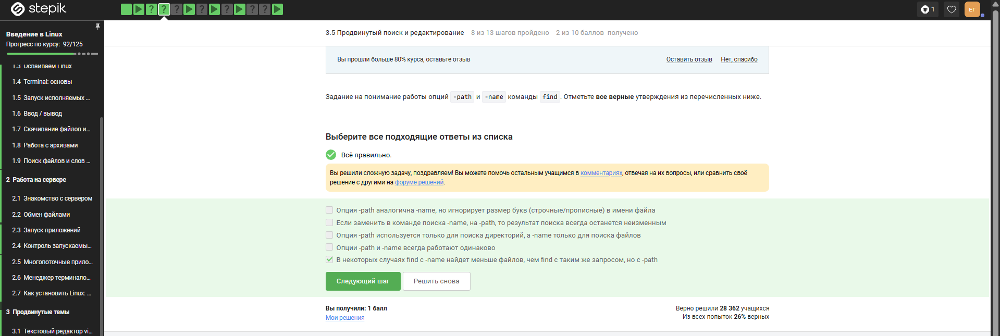 stepik
? ? ? ? ? ? ?
1
ЕГ
Введение в Linux
Прогресс по курсу: 92/125
1.3 Осваиваем Linux
1.4 Terminal: основы
1.5 Запуск исполняемых ...
1.6 Ввод / вывод
1.7 Скачивание файлов и...
1.8 Работа с архивами
1.9 Поиск файлов и слов ...
2 Работа на сервере
2.1 Знакомство с сервером
2.2 Обмен файлами
2.3 Запуск приложений
2.4 Контроль запускаемы...
2.5 Многопоточные прило...
2.6 Менеджер терминало...
2.7 Как установить Linux: ...
3 Продвинутые темы
3.1 Текстовый редактор vi...
3.5 Продвинутый поиск и редактирование 8 из 13 шагов пройдено 2 из 10 баллов получено
Вы прошли больше 80% курса, оставьте отзыв Оставить отзыв Нет, спасибо
Задание на понимание работы опций -path и -name команды find. Отметьте все верные утверждения из перечисленных ниже.
Выберите все подходящие ответы из списка
Всё правильно.
Вы решили сложную задачу, поздравляем! Вы можете помочь остальным учащимся в комментариях, отвечая на их вопросы, или сравнить своё
решение с другими на форуме решений.
Опция -path аналогична -name, но игнорирует размер букв (строчные/прописные) в имени файла
Если заменить в команде поиска -name, на -path, то результат поиска всегда останется неизменным
Опция -path используется только для поиска директорий, а -name только для поиска файлов
Опции -path и -name всегда работают одинаково
В некоторых случаях find с -name найдет меньше файлов, чем find с таким же запросом, но с -path
Следующий шаг Решить снова
Вы получили: 1 балл
Мои решения
Верно решили 28 362 учащихся
Из всех попыток 26% верных